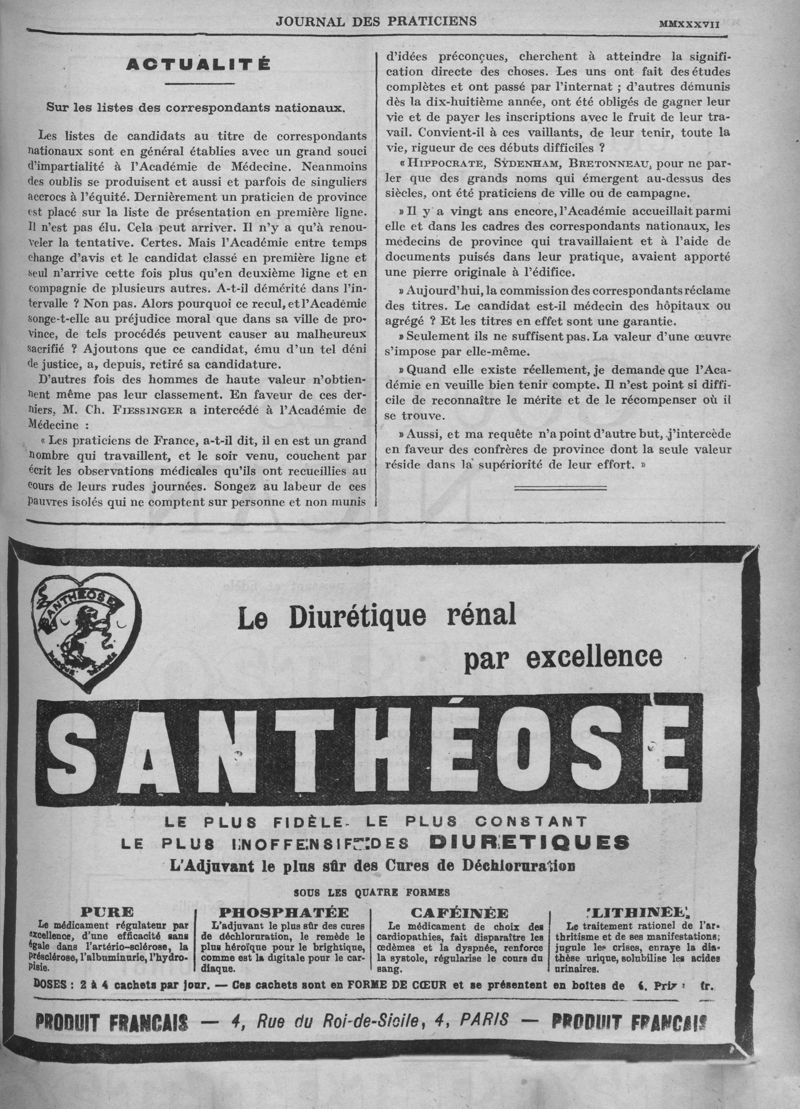 JOURNAL DES PRATICIENS
MMXXXVII
ACTUALITÉ
Sur les listes des correspondants nationaux.
Les listes de candidats au titre de correspondants
nationaux sont en général établies avec un grand souci
d'impartialité à l'Académie de Médecine. Neanmoins
des oublis se produisent et aussi et parfois de singuliers
accrocs à l'équité. Dernièrement un praticien de province
est placé sur la liste de présentation en première ligne.
Il n'est pas élu. Cela peut arriver. Il n'y a qu'à renou-
veler la tentative. Certes. Mais l'Académie entre temps
change d'avis et le candidat classé en première ligne et
seul n'arrive cette fois plus qu'en deuxième ligne et en
compagnie de plusieurs autres. A-t-il démérité dans l'in-
tervalle ? Non pas. Alors pourquoi ce recul, et l'Académie
songe-t-elle au préjudice moral que dans sa ville de pro-
vince, de tels procédés peuvent causer au malheureux
sacrifié ? Ajoutons que ce candidat, ému d'un tel déni
de justice, a, depuis, retiré sa candidature.
D'autres fois des hommes de haute valeur n'obtien-
nent même pas leur classement. En faveur de ces der-
niers, M. Ch. FIESSINGER a intercédé à l'Académie de
Médecine :
« Les praticiens de France, a-t-il dit, il en est un grand
nombre qui travaillent, et le soir venu, couchent par
écrit les observations médicales qu'ils ont recueillies au
cours de leurs rudes journées. Songez au labeur de ces
pauvres isolés qui ne comptent sur personne et non munis
d'idées préconçues, cherchent à atteindre la signifi-
cation directe des choses. Les uns ont fait des études
complètes et ont passé par l'internat ; d'autres démunis
dès la dix-huitième année, ont été obligés de gagner leur
vie et de payer les inscriptions avec le fruit de leur tra-
vail. Convient-il à ces vaillants, de leur tenir, toute la
vie, rigueur de ces débuts difficiles ?
« HIPPOCRATE, SYDENHAM, BRETONNEAU, pour ne par-
ler que des grands noms qui émergent au-dessus des
siècles, ont été praticiens de ville ou de campagne.
» Il y a vingt ans encore, l'Académie accueillait parmi
elle et dans les cadres des correspondants nationaux, les
médecins de province qui travaillaient et à l'aide de
documents puisés dans leur pratique, avaient apporté
une pierre originale à l'édifice.
» Aujourd'hui, la commission des correspondants réclame
des titres. Le candidat est-il médecin des hôpitaux ou
agrégé ? Et les titres en effet sont une garantie.
» Seulement ils ne suffisent pas. La valeur d'une œuvre
s'impose par elle-même.
» Quand elle existe réellement, je demande que l'Aca-
démie en veuille bien tenir compte. Il n'est point si diffi-
cile de reconnaître le mérite et de le récompenser où il
se trouve.
» Aussi, et ma requête n'a point d'autre but, j'intercède
en faveur des confrères de province dont la seule valeur
réside dans la supériorité de leur effort. »
SANTHÉOSE
Le Diurétique rénal
par excellence
SANTHÉOSE
LE PLUS FIDÈLE - LE PLUS CONSTANT
LE PLUS INOFFENSIF DES DIURETIQUES
L'Adjuvant le plus sûr des Cures de Déchloruration
SOUS LES QUATRE FORMES
PURE
Le médicament régulateur par
excellence, d'une efficacité sans
égale dans l'artério-sclérose, la
présclérose, l'albuminurie, l'hydro-
pisie.
PHOSPHATÉE
L'adjuvant le plus sûr des cures
de déchloruration, le remède le
plus héroïque pour le brightique,
comme est la digitale pour le car-
diaque.
CAFÉINÉE
Le médicament de choix des
cardiopathies, fait disparaître les
œdèmes et la dyspnée, renforce
la systole, régularise le cours du
sang.
LITHINÉE
Le traitement rationel de l'ar-
thritisme et de ses manifestations;
jugule les crises, enraye la dia-
thèse urique, solubilise les acides
urinaires.
DOSES : 2 à 4 cachets par jour. — Ces cachets sont en FORME DE CŒUR et se présentent en boîtes de Prix fr.
PRODUIT FRANCAIS — 4, Rue du Roi-de-Sicile, 4, PARIS — PRODUIT FRANCAIS